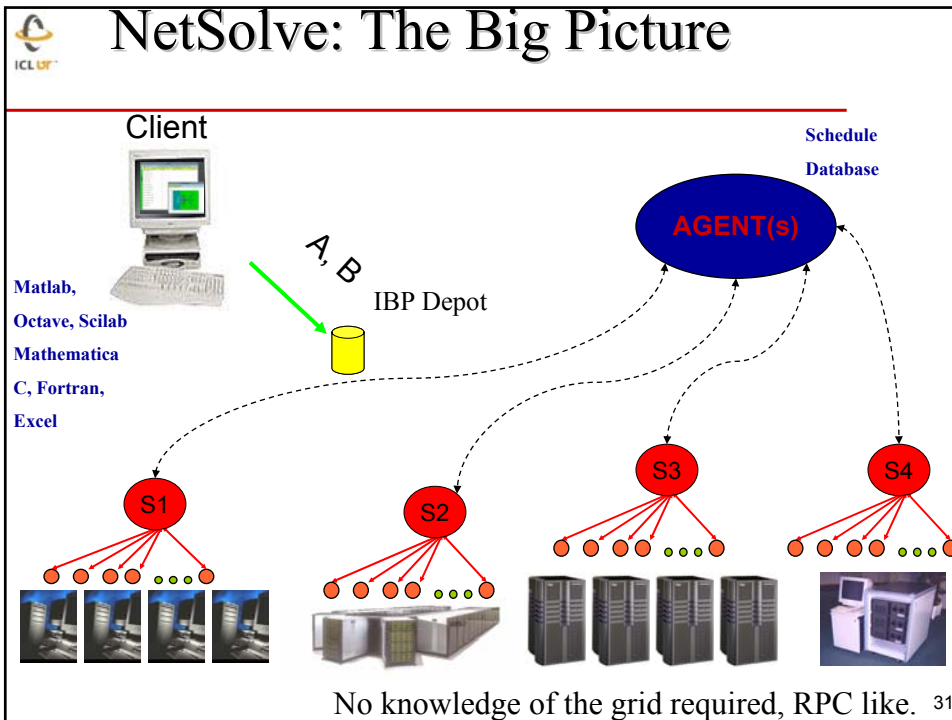 ICL UT
NetSolve: The Big Picture
Client
Schedule
Database
AGENT(s)
A, B
IBP Depot
Matlab,
Octave, Scilab
Mathematica
C, Fortran,
Excel
S1
S2
S3
S4
No knowledge of the grid required, RPC like.
31